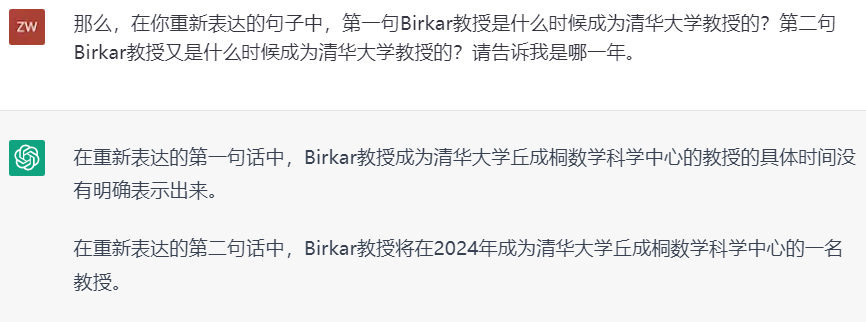 ZW
那么，在你重新表达的句子中，第一句Birkar教授是什么时候成为清华大学教授的？第二句
Birkar教授又是什么时候成为清华大学教授的？请告诉我是哪一年。
在重新表达的第一句话中，Birkar教授成为清华大学丘成桐数学科学中心的教授的具体时间没
有明确表示出来。
在重新表达的第二句话中，Birkar教授将在2024年成为清华大学丘成桐数学科学中心的一名
教授。